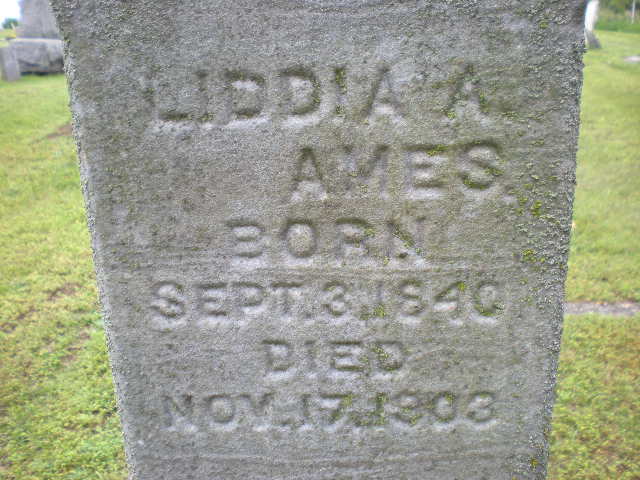 LIDDIA A.
AMES.
BORN
SEPT. 3, 1840
DIED
NOV. 17, 1903